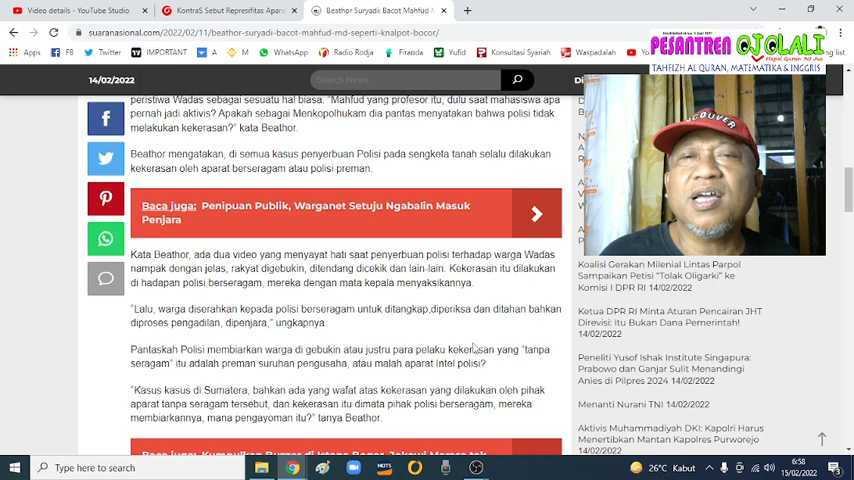 Video details - YouTube Studio
KontraS Sebut Represifitas Aparat
Beathor Suryadi Bacot Mahfud M
suaranasional.com/2022/02/11/beathor-suryadi-bacot-mahfud-md-seperti-knalpot-bocor/
Apps FB Twitter IMPORTANT A M WhatsApp Radio Rodja Firanda Yufid Konsultasi Syariah Waspadalah
PESANTREN OJOLALI
Hapal Quran 30 Juz
TAHFIZH AL QURAN, MATEMATIKA & INGGRIS
14/02/2022
Search News
peristiwa Wadas sebagai sesuatu hal biasa. “Mahfud yang profesor itu, dulu saat mahasiswa apa
pernah jadi aktivis? Apakah sebagai Menkopolhukam dia pantas menyatakan bahwa polisi tidak
melakukan kekerasan?” kata Beathor.
Beathor mengatakan, di semua kasus penyerbuan Polisi pada sengketa tanah selalu dilakukan
kekerasan oleh aparat berseragam atau polisi preman.
Baca juga: Penipuan Publik, Warganet Setuju Ngabalin Masuk
Penjara
Kata Beathor, ada dua video yang menyayat hati saat penyerbuan polisi terhadap warga Wadas
nampak dengan jelas, rakyat digebukin, ditendang dicekik dan lain-lain. Kekerasan itu dilakukan
di hadapan polisi berseragam, mereka dengan mata kepala menyaksikannya.
“Lalu, warga diserahkan kepada polisi berseragam untuk ditangkap,diperiksa dan ditahan bahkan
diproses pengadilan, dipenjara,” ungkapnya.
Pantaskah Polisi membiarkan warga di gebukin atau justru para pelaku kekerasan yang “tanpa
seragam” itu adalah preman suruhan pengusaha, atau malah aparat Intel polisi?
“Kasus kasus di Sumatera, bahkan ada yang wafat atas kekerasan yang dilakukan oleh pihak
aparat tanpa seragam tersebut, dan kekerasan itu dimata pihak polisi berseragam, mereka
membiarkannya, mana pengayoman itu?” tanya Beathor.
Koalisi Gerakan Milenial Lintas Parpol
Sampaikan Petisi “Tolak Oligarki” ke
Komisi I DPR RI 14/02/2022
Ketua DPR RI Minta Aturan Pencairan JHT
Direvisi: Itu Bukan Dana Pemerintah!
14/02/2022
Peneliti Yusof Ishak Institute Singapura:
Prabowo dan Ganjar Sulit Menandingi
Anies di Pilpres 2024 14/02/2022
Menanti Nurani TNI 14/02/2022
Aktivis Muhammadiyah DKI: Kapolri Harus
Menertibkan Mantan Kapolres Purworejo
14/02/2022
Type here to search
26°C Kabut
6:58
15/02/2022